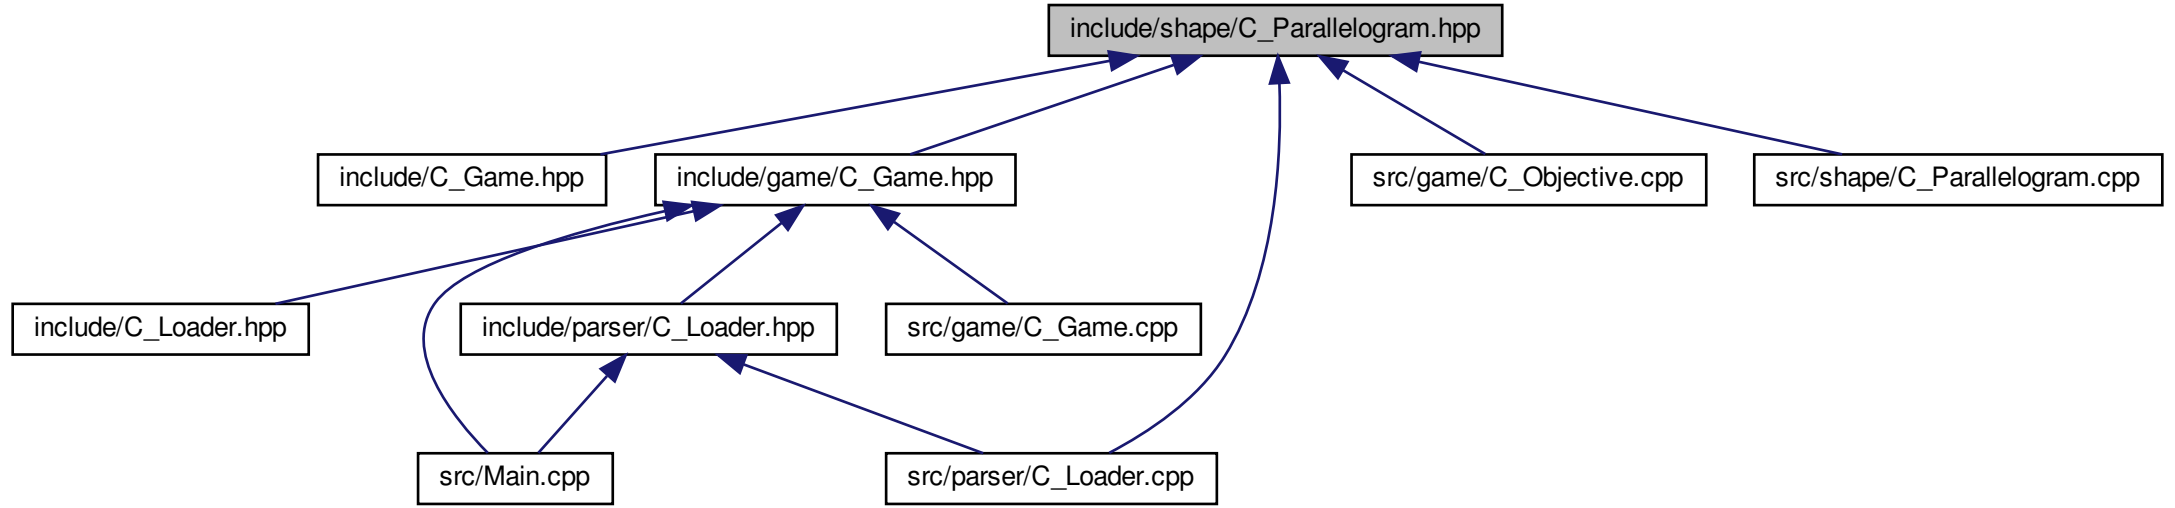 include/shape/C_Parallelogram.hpp
include/C_Game.hpp
include/game/C_Game.hpp
src/game/C_Objective.cpp
src/shape/C_Parallelogram.cpp
include/C_Loader.hpp
include/parser/C_Loader.hpp
src/game/C_Game.cpp
src/Main.cpp
src/parser/C_Loader.cpp